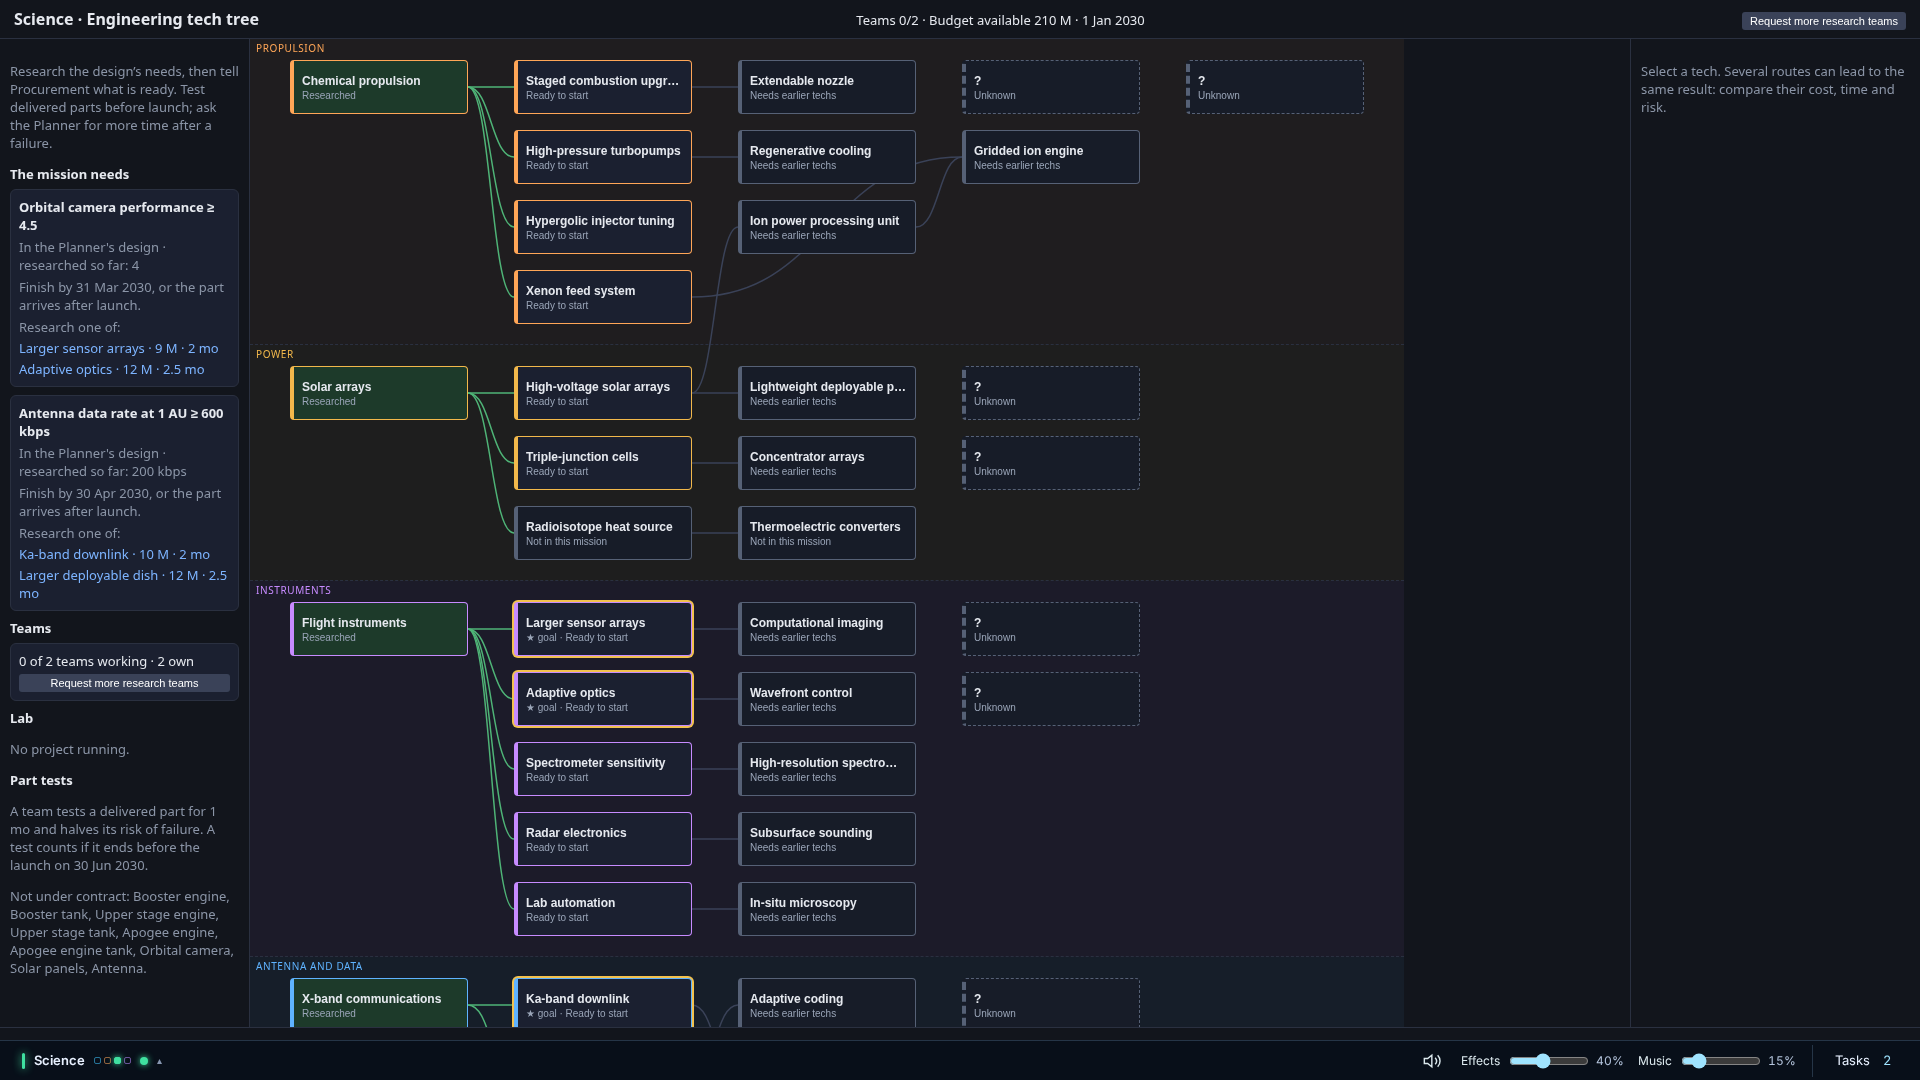 Science · Engineering tech tree
Teams 0/2 · Budget available 210 M · 1 Jan 2030
Request more research teams
Research the design's needs, then tell
Procurement what is ready. Test
delivered parts before launch; ask
the Planner for more time after a
failure.
The mission needs
Orbital camera performance ≥
4.5
In the Planner's design ·
researched so far: 4
Finish by 31 Mar 2030, or the part
arrives after launch.
Research one of:
Larger sensor arrays · 9 M · 2 mo
Adaptive optics · 12 M · 2.5 mo
Antenna data rate at 1 AU ≥ 600
kbps
In the Planner's design ·
researched so far: 200 kbps
Finish by 30 Apr 2030, or the part
arrives after launch.
Research one of:
Ka-band downlink · 10 M · 2 mo
Larger deployable dish · 12 M · 2.5
mo
Teams
0 of 2 teams working · 2 own
Request more research teams
Lab
No project running.
Part tests
A team tests a delivered part for 1
mo and halves its risk of failure. A
test counts if it ends before the
launch on 30 Jun 2030.
Not under contract: Booster engine,
Booster tank, Upper stage engine,
Upper stage tank, Apogee engine,
Apogee engine tank, Orbital camera,
Solar panels, Antenna.
PROPULSION
Chemical propulsion
Researched
Staged combustion upgr...
Ready to start
Extendable nozzle
Needs earlier techs
?
Unknown
?
Unknown
High-pressure turbopumps
Ready to start
Regenerative cooling
Needs earlier techs
Gridded ion engine
Needs earlier techs
Hypergolic injector tuning
Ready to start
Ion power processing unit
Needs earlier techs
Xenon feed system
Ready to start
POWER
Solar arrays
Researched
High-voltage solar arrays
Ready to start
Lightweight deployable p...
Needs earlier techs
?
Unknown
Triple-junction cells
Ready to start
Concentrator arrays
Needs earlier techs
?
Unknown
Radioisotope heat source
Not in this mission
Thermoelectric converters
Not in this mission
INSTRUMENTS
Flight instruments
Researched
Larger sensor arrays
★ goal · Ready to start
Computational imaging
Needs earlier techs
?
Unknown
Adaptive optics
★ goal · Ready to start
Wavefront control
Needs earlier techs
?
Unknown
Spectrometer sensitivity
Ready to start
High-resolution spectro...
Needs earlier techs
Radar electronics
Ready to start
Subsurface sounding
Needs earlier techs
Lab automation
Ready to start
In-situ microscopy
Needs earlier techs
ANTENNA AND DATA
X-band communications
Researched
Ka-band downlink
★ goal · Ready to start
Adaptive coding
Needs earlier techs
?
Unknown
Select a tech. Several routes can lead to the
same result: compare their cost, time and
risk.
Science
Effects 40% Music 15% Tasks 2